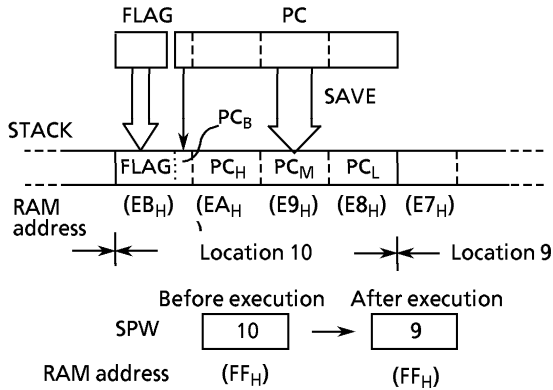 FLAG PC
SAVE
PC_B
STACK
FLAG PC_H PC_M PC_L
RAM address (EB_H) (EA_H (E9_H) (E8_H) (E7_H)
Location 10 Location 9
Before execution After execution
SPW 10 9
RAM address (FF_H) (FF_H)